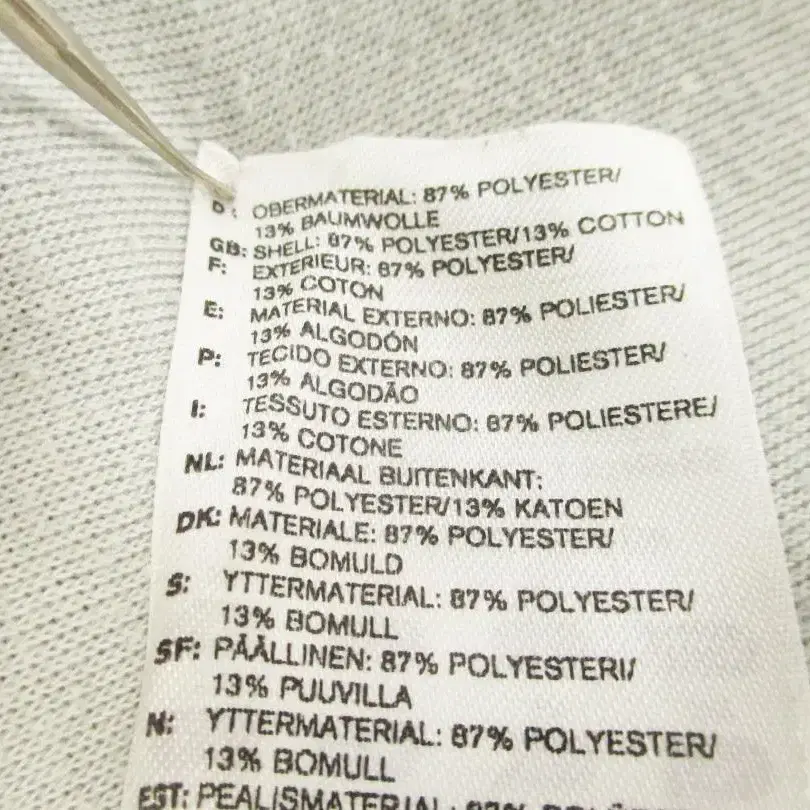 D: OBERMATERIAL: 87% POLYESTER/
13% BAUMWOLLE
GB: SHELL: 87% POLYESTER/13% COTTON
F: EXTERIEUR: 87% POLYESTER/
13% COTON
E: MATERIAL EXTERNO: 87% POLIESTER/
13% ALGODÓN
P: TECIDO EXTERNO: 87% POLIESTER/
13% ALGODÃO
I: TESSUTO ESTERNO: 87% POLIESTERE/
13% COTONE
NL: MATERIAAL BUITENKANT:
87% POLYESTER/13% KATOEN
DK: MATERIALE: 87% POLYESTER/
13% BOMULD
S: YTTERMATERIAL: 87% POLYESTER/
13% BOMULL
SF: PÄÄLLINEN: 87% POLYESTERI/
13% PUUVILLA
N: YTTERMATERIAL: 87% POLYESTER/
13% BOMULL
EST: PEALISMATERJAL: